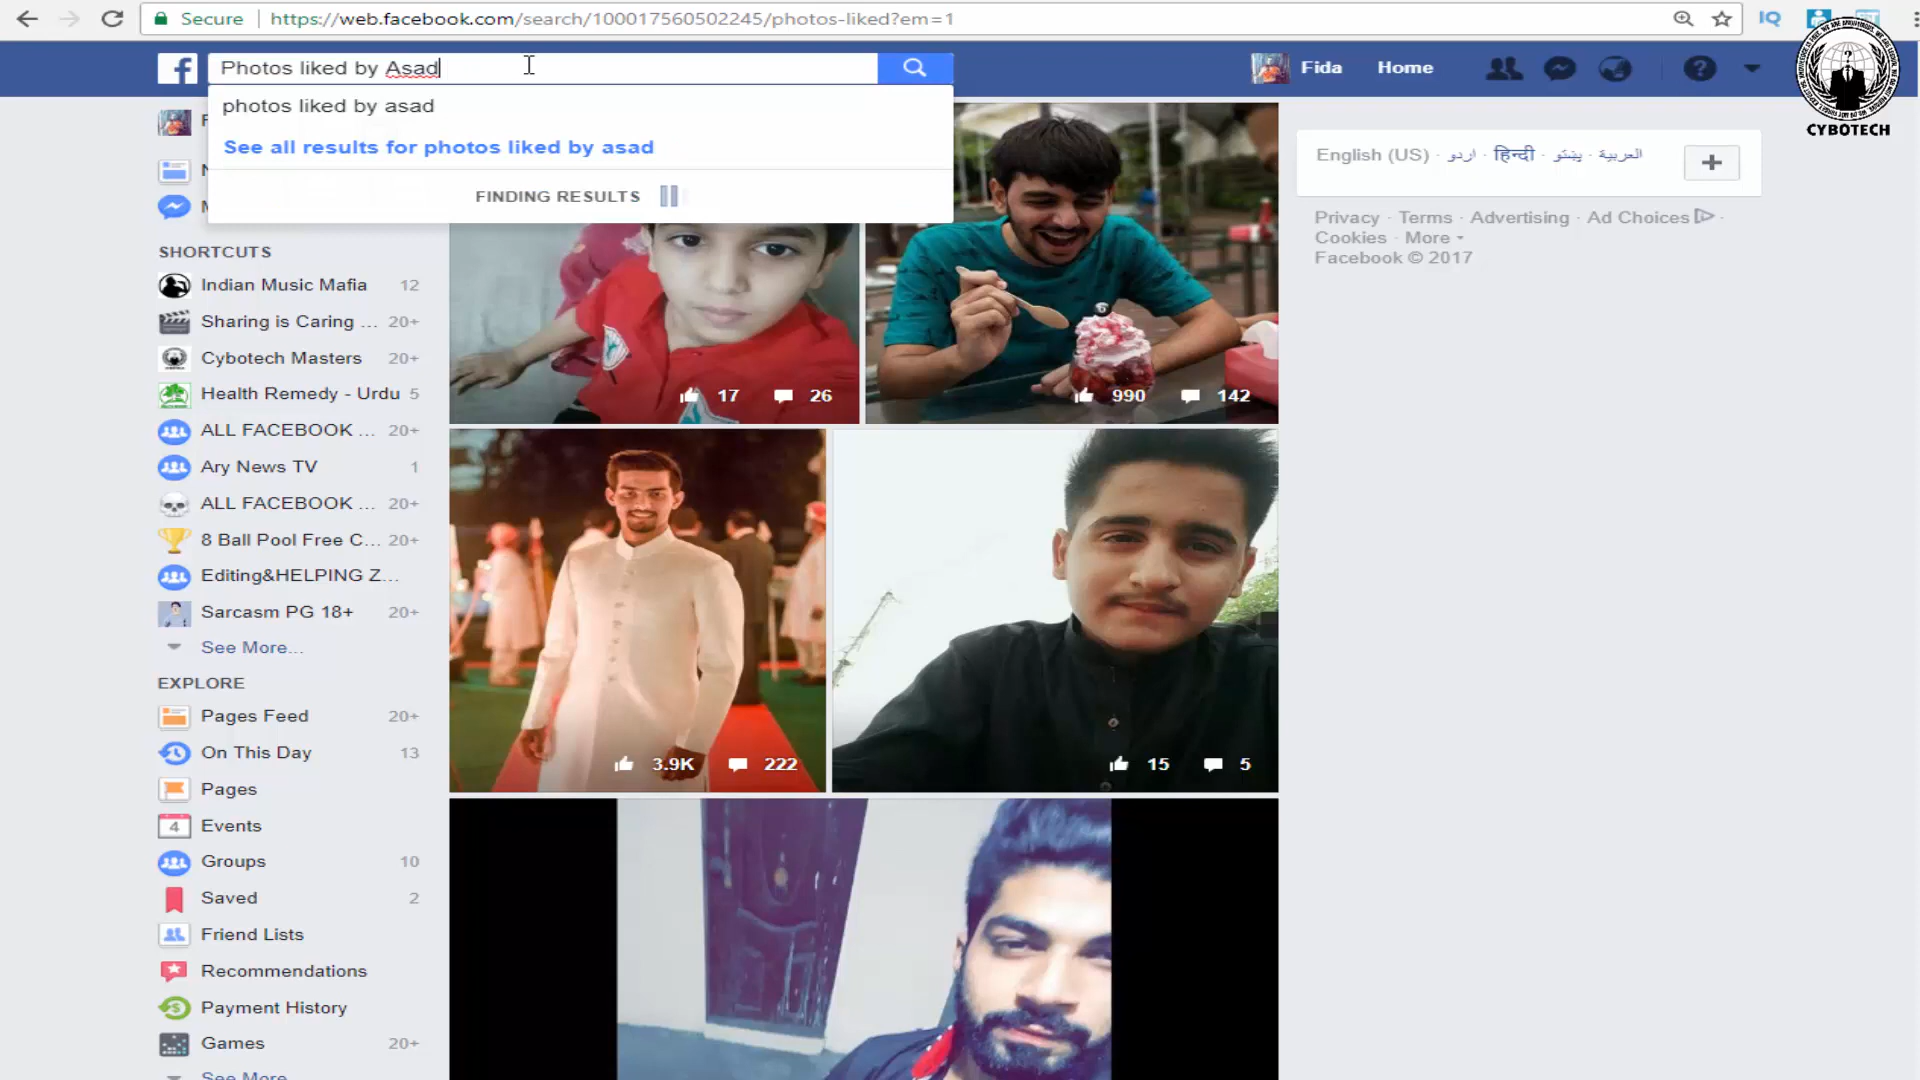 Secure https://web.facebook.com/search/100017560502245/photos-liked?em=1
IQ
Photos liked by Asad
Fida Home
CYBOTECH
photos liked by asad
See all results for photos liked by asad
FINDING RESULTS
English (US) · اردو · हिन्दी · پښتو · العربية
Privacy · Terms · Advertising · Ad Choices ·
Cookies · More
Facebook © 2017
SHORTCUTS
Indian Music Mafia 12
Sharing is Caring ... 20+
Cybotech Masters 20+
Health Remedy - Urdu 5
ALL FACEBOOK ... 20+
Ary News TV 1
ALL FACEBOOK ... 20+
8 Ball Pool Free C... 20+
Editing&HELPING Z...
Sarcasm PG 18+ 20+
See More...
EXPLORE
Pages Feed 20+
On This Day 13
Pages
4 Events
Groups 10
Saved 2
Friend Lists
Recommendations
Payment History
Games 20+
See More
17 26
990 142
3.9K 222
15 5